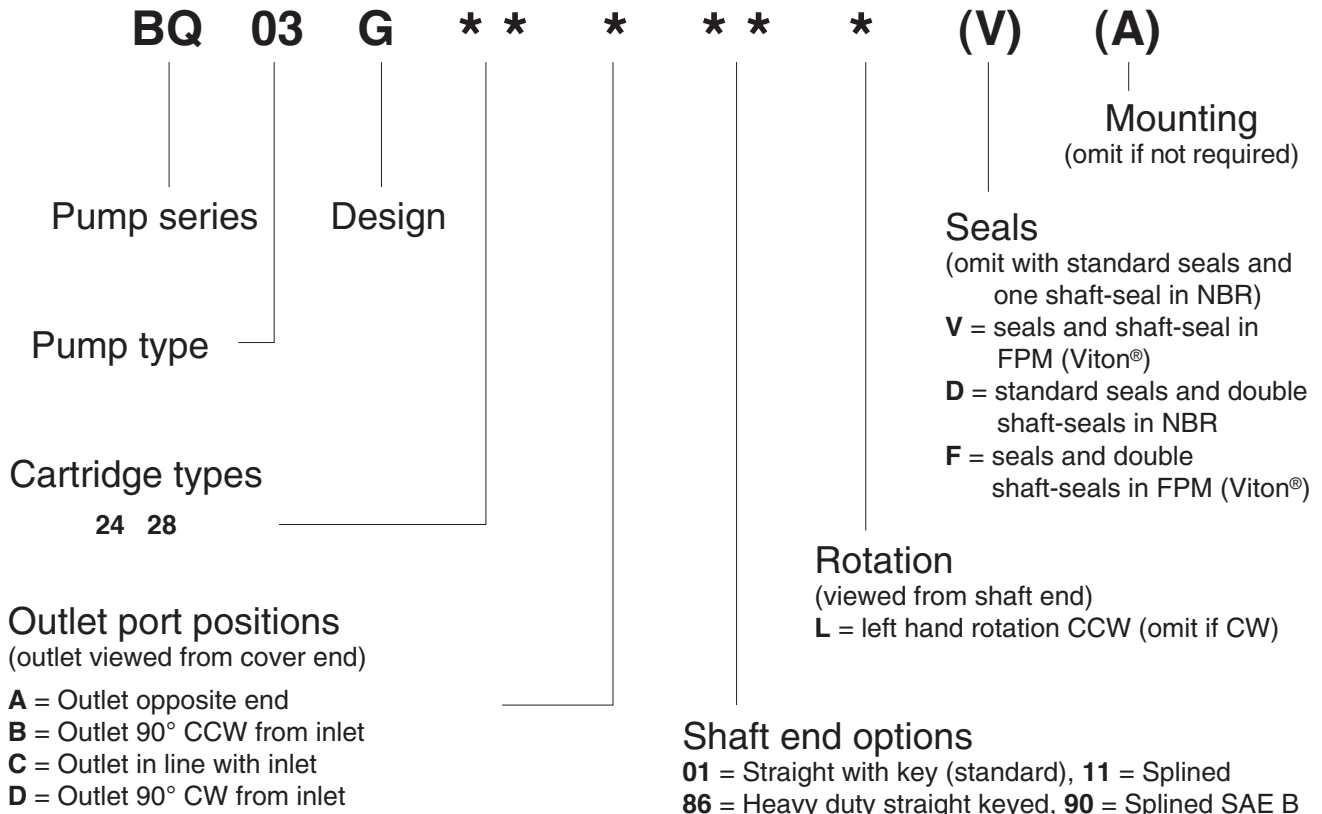 BQ 03 G * * * * * * (V) (A)
Mounting
(omit if not required)
Pump series
Design
Seals
(omit with standard seals and
one shaft-seal in NBR)
V = seals and shaft-seal in
FPM (Viton®)
D = standard seals and double
shaft-seals in NBR
F = seals and double
shaft-seals in FPM (Viton®)
Pump type
Cartridge types
24 28
Rotation
(viewed from shaft end)
L = left hand rotation CCW (omit if CW)
Outlet port positions
(outlet viewed from cover end)
A = Outlet opposite end
B = Outlet 90° CCW from inlet
C = Outlet in line with inlet
D = Outlet 90° CW from inlet
Shaft end options
01 = Straight with key (standard), 11 = Splined
86 = Heavy duty straight keyed, 90 = Splined SAE B